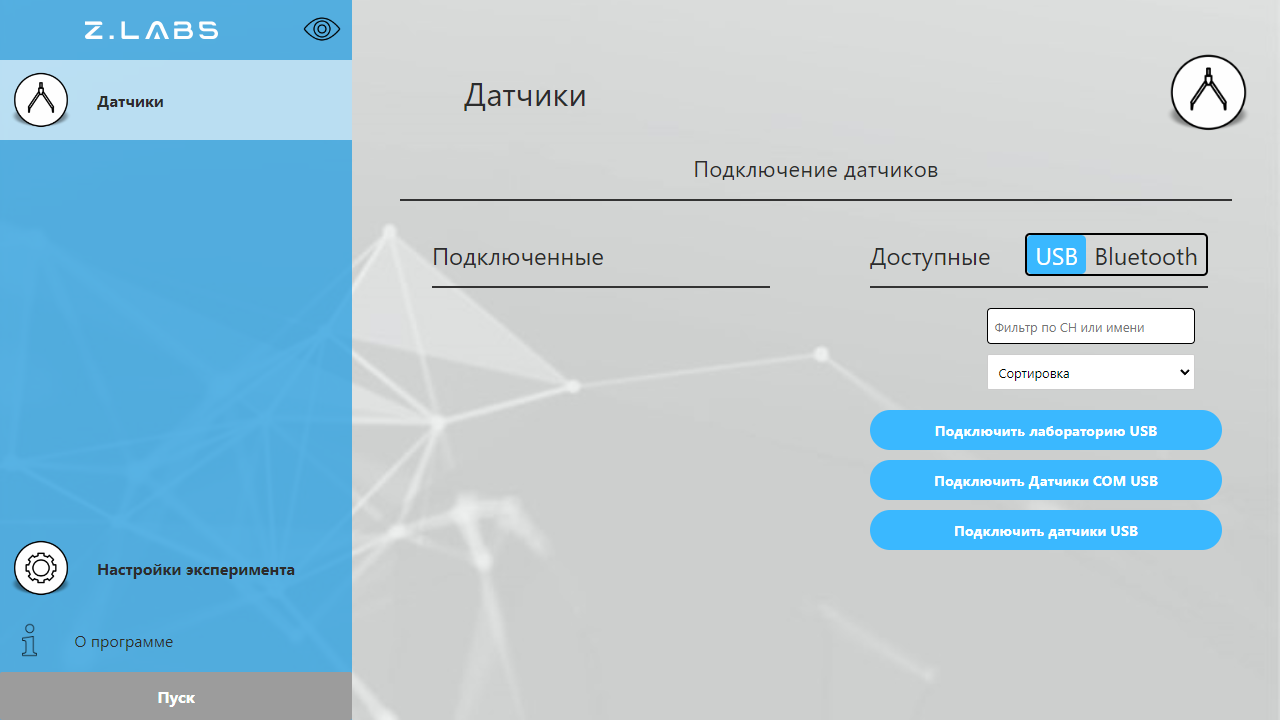 Z.LABS
Датчики
Настройки эксперимента
О программе
Пуск
Датчики
Подключение датчиков
Подключенные
Доступные
USB Bluetooth
Фильтр по СН или имени
Сортировка
Подключить лабораторию USB
Подключить Датчики COM USB
Подключить датчики USB